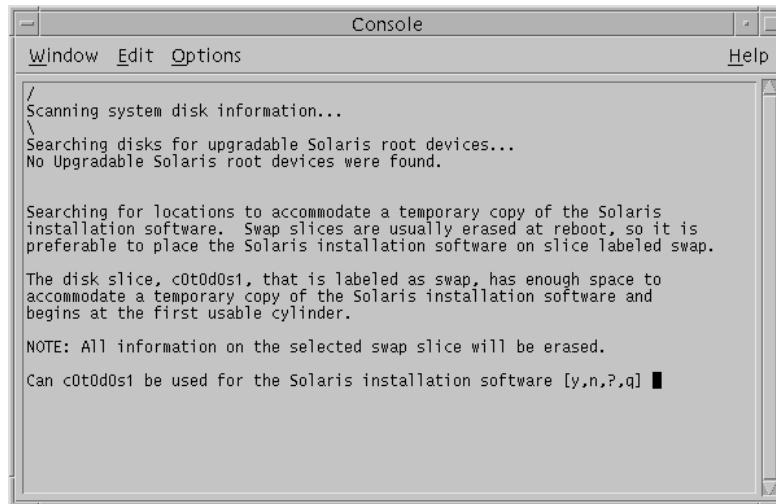 Console
Window Edit Options Help
/
Scanning system disk information...
\
Searching disks for upgradable Solaris root devices...
No Upgradable Solaris root devices were found.
Searching for locations to accommodate a temporary copy of the Solaris
installation software.  Swap slices are usually erased at reboot, so it is
preferable to place the Solaris installation software on slice labeled swap.
The disk slice, c0t0d0s1, that is labeled as swap, has enough space to
accommodate a temporary copy of the Solaris installation software and
begins at the first usable cylinder.
NOTE: All information on the selected swap slice will be erased.
Can c0t0d0s1 be used for the Solaris installation software [y,n,?,q]